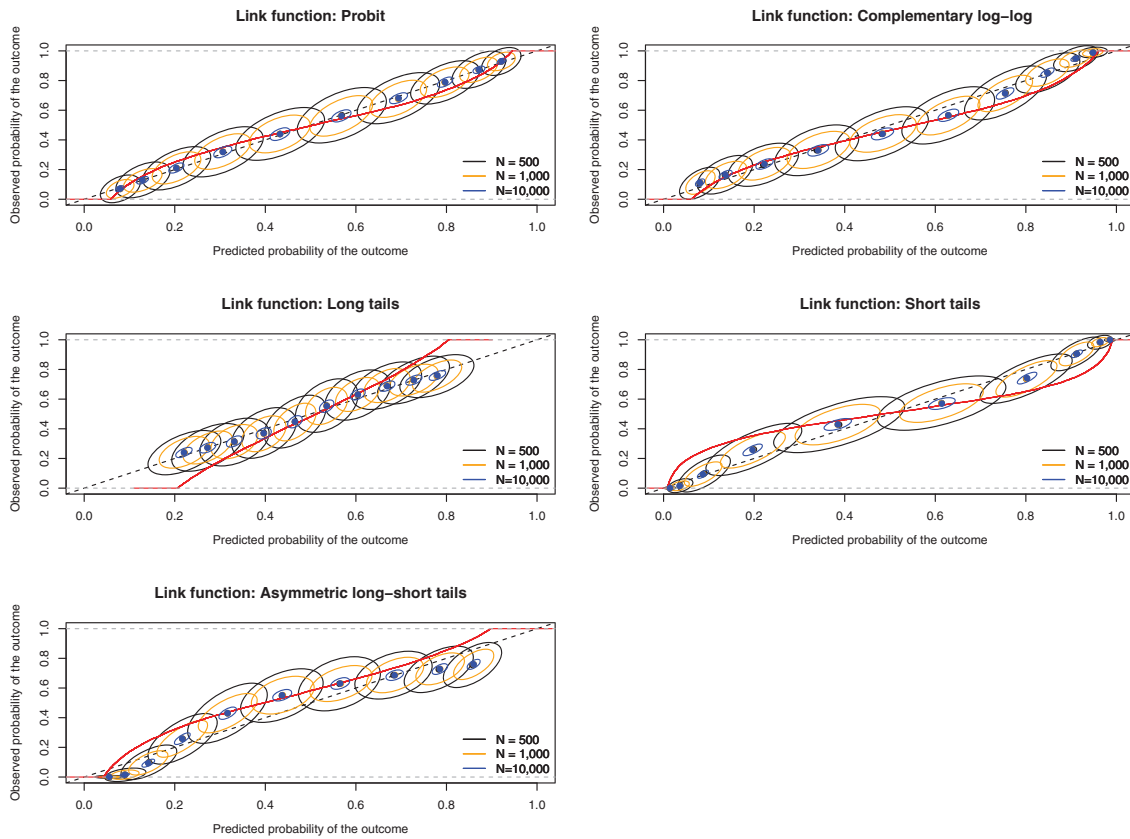 Link function: Probit
Observed probability of the outcome
1.0
0.8
0.6
0.4
0.2
0.0
N = 500
N = 1,000
N=10,000
0.0 0.2 0.4 0.6 0.8 1.0
Predicted probability of the outcome
Link function: Complementary log−log
Observed probability of the outcome
1.0
0.8
0.6
0.4
0.2
0.0
N = 500
N = 1,000
N=10,000
0.0 0.2 0.4 0.6 0.8 1.0
Predicted probability of the outcome
Link function: Long tails
Observed probability of the outcome
1.0
0.8
0.6
0.4
0.2
0.0
N = 500
N = 1,000
N=10,000
0.0 0.2 0.4 0.6 0.8 1.0
Predicted probability of the outcome
Link function: Short tails
Observed probability of the outcome
1.0
0.8
0.6
0.4
0.2
0.0
N = 500
N = 1,000
N=10,000
0.0 0.2 0.4 0.6 0.8 1.0
Predicted probability of the outcome
Link function: Asymmetric long−short tails
Observed probability of the outcome
1.0
0.8
0.6
0.4
0.2
0.0
N = 500
N = 1,000
N=10,000
0.0 0.2 0.4 0.6 0.8 1.0
Predicted probability of the outcome